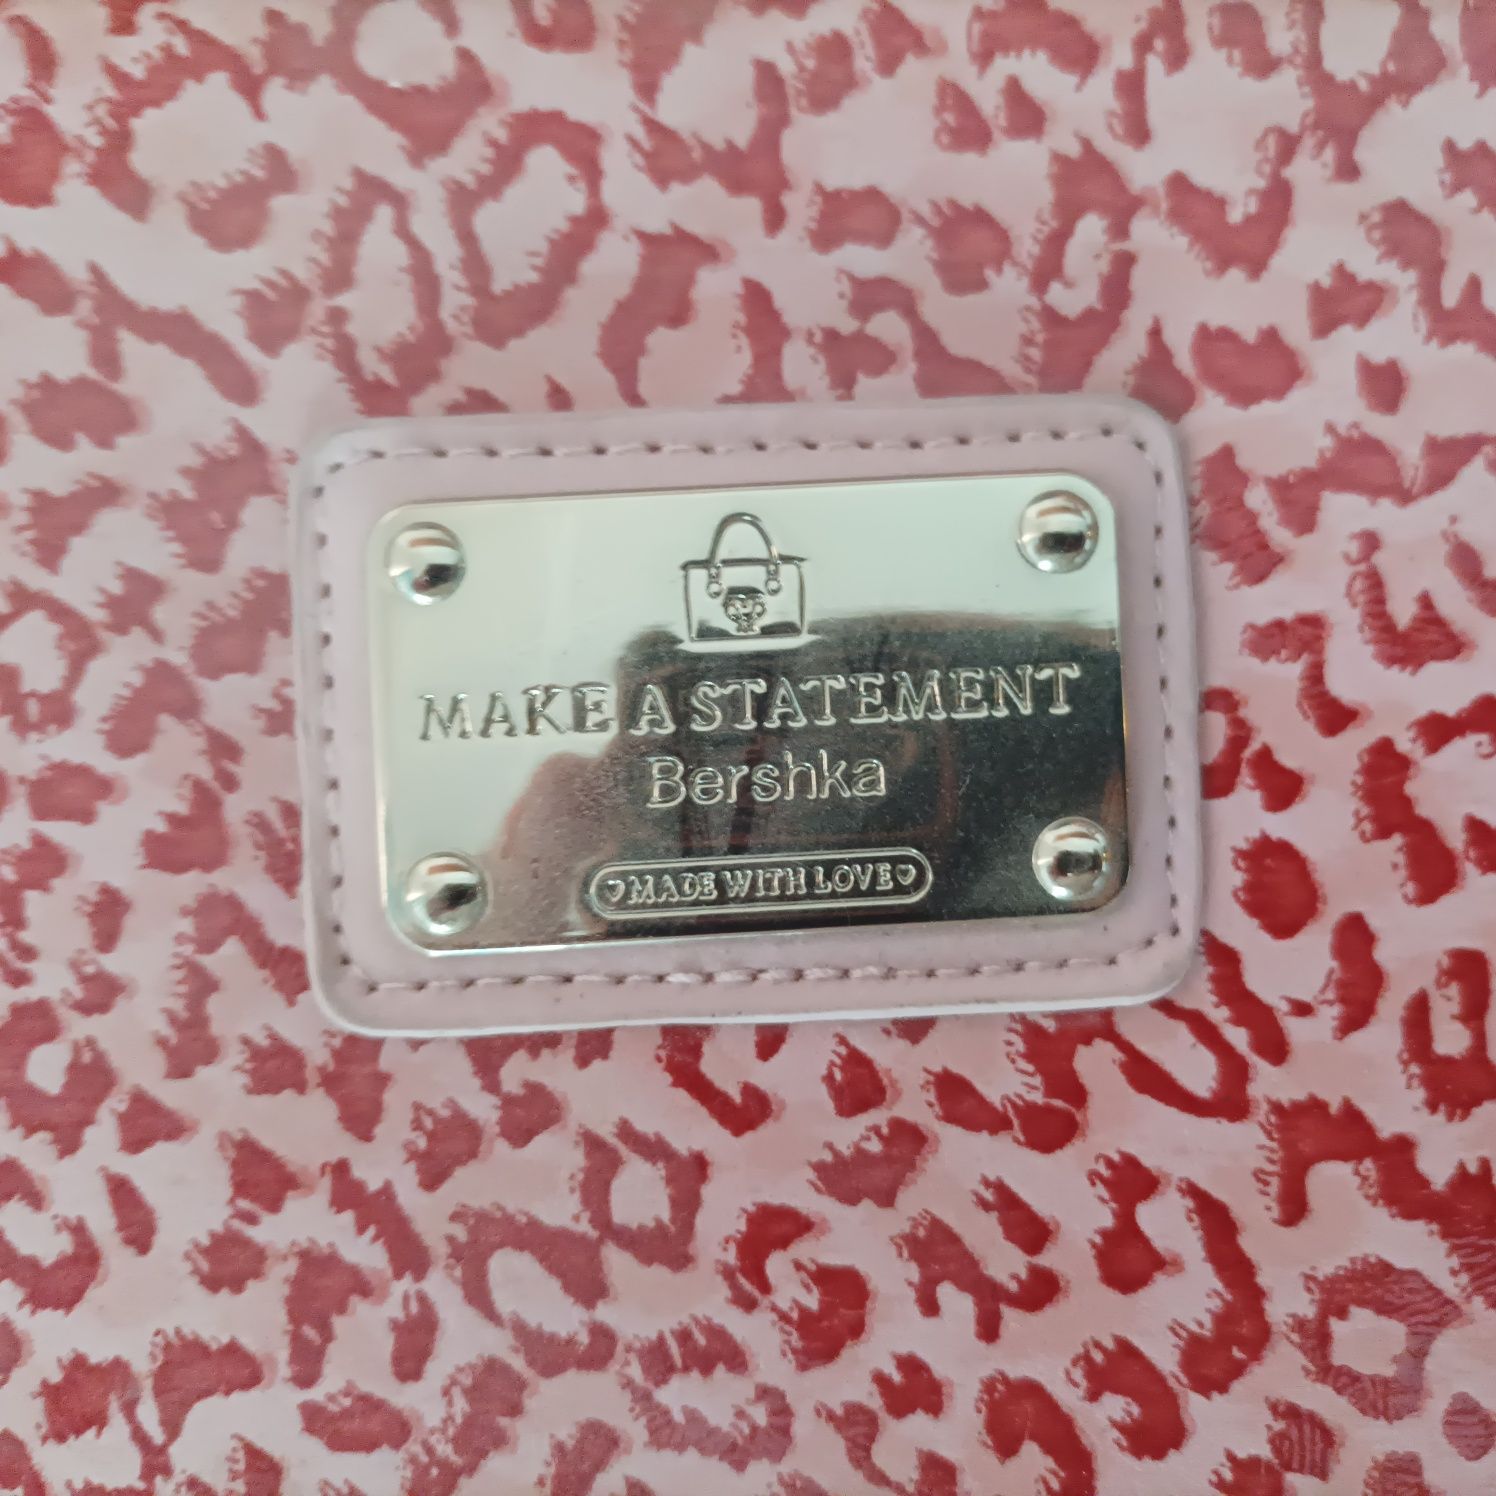 MAKE A STATEMENT
Bershka
♡MADE WITH LOVE♡